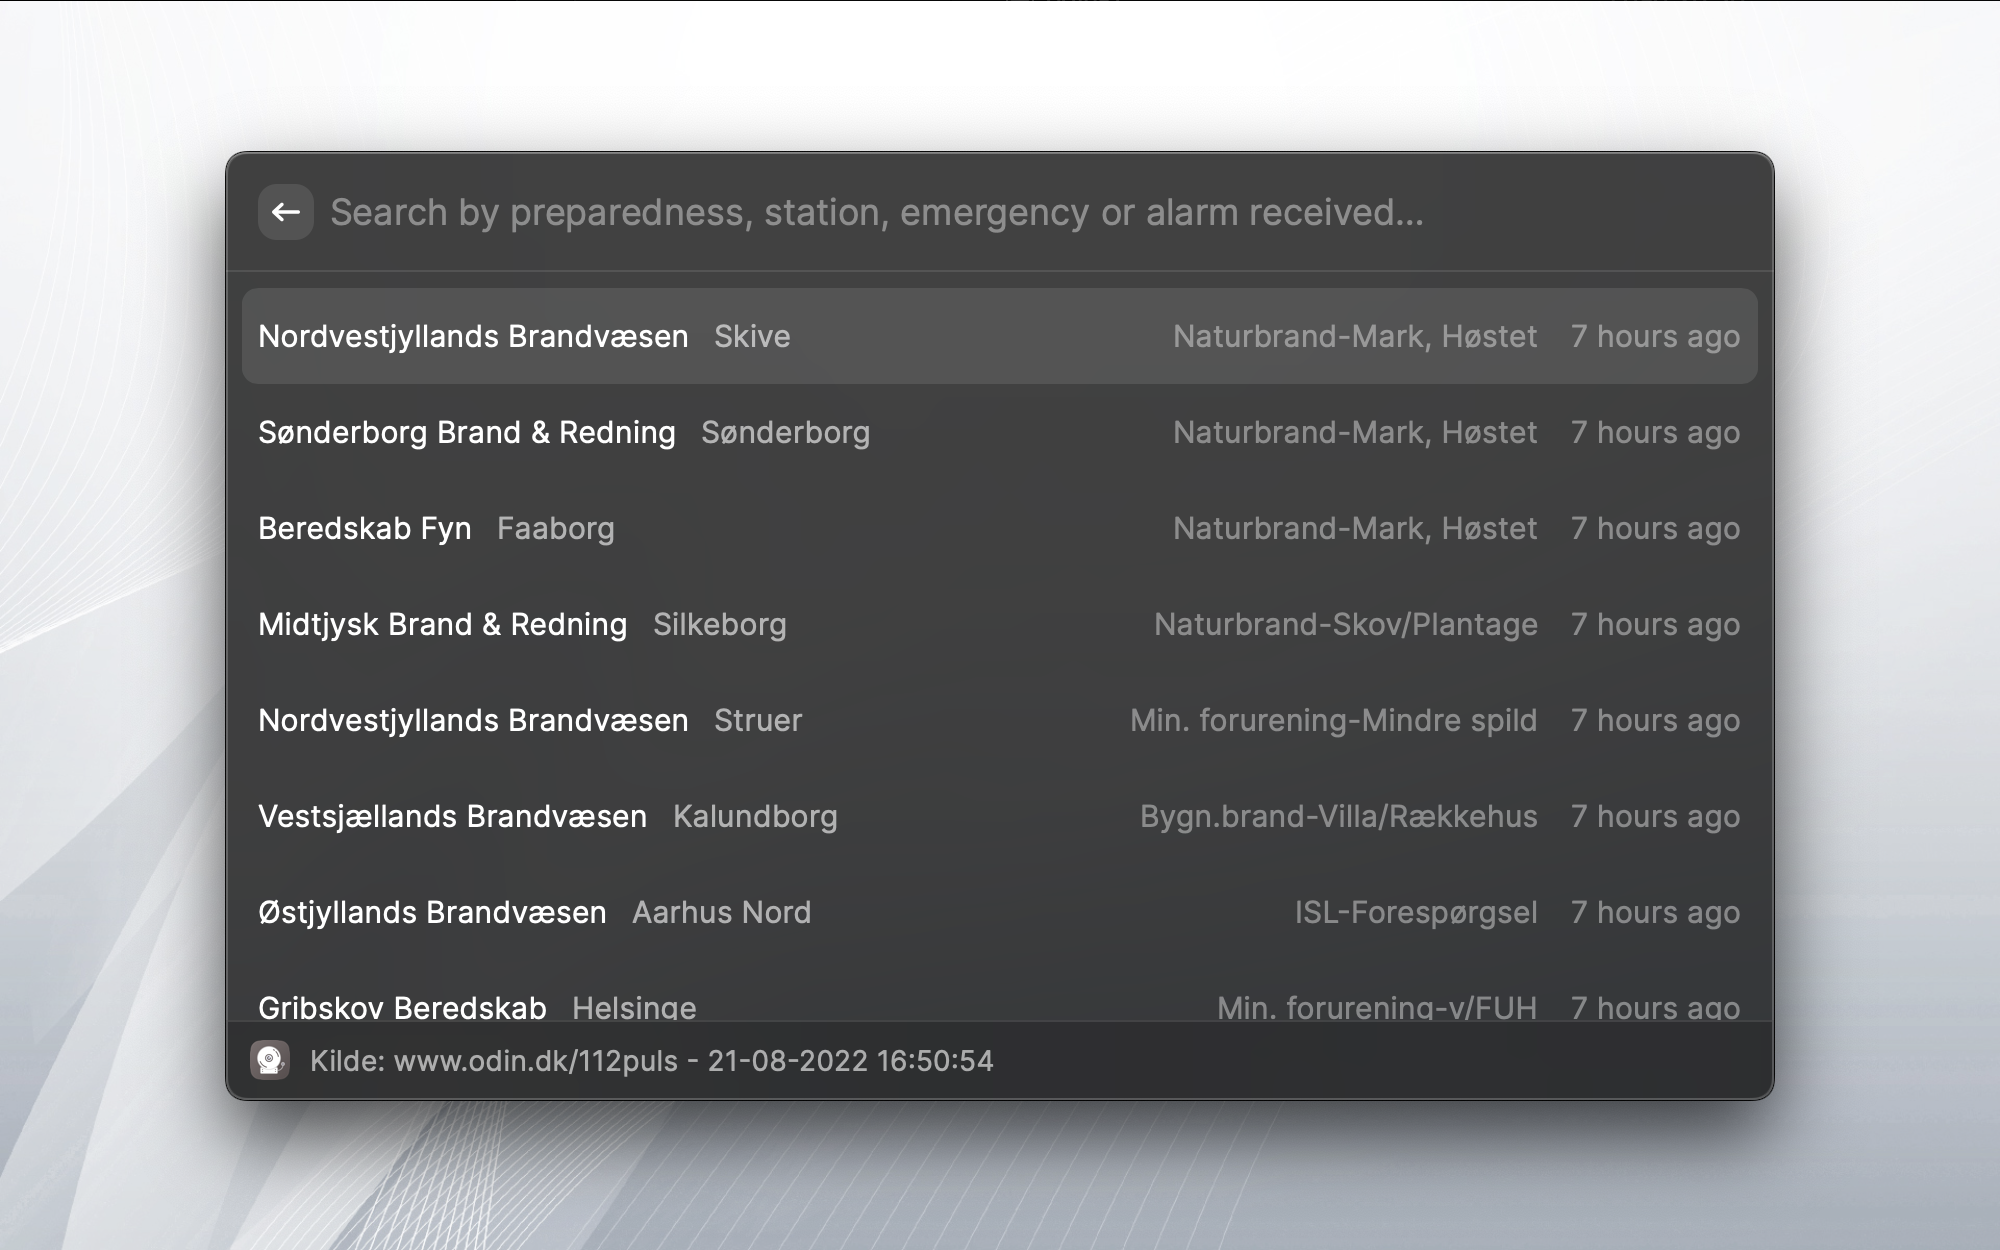 Search by preparedness, station, emergency or alarm received...
Nordvestjyllands Brandvæsen Skive Naturbrand-Mark, Høstet 7 hours ago
Sønderborg Brand & Redning Sønderborg Naturbrand-Mark, Høstet 7 hours ago
Beredskab Fyn Faaborg Naturbrand-Mark, Høstet 7 hours ago
Midtjysk Brand & Redning Silkeborg Naturbrand-Skov/Plantage 7 hours ago
Nordvestjyllands Brandvæsen Struer Min. forurening-Mindre spild 7 hours ago
Vestsjællands Brandvæsen Kalundborg Bygn.brand-Villa/Rækkehus 7 hours ago
Østjyllands Brandvæsen Aarhus Nord ISL-Forespørgsel 7 hours ago
Gribskov Beredskab Helsinge Min. forurening-v/FUH 7 hours ago
Kilde: www.odin.dk/112puls - 21-08-2022 16:50:54